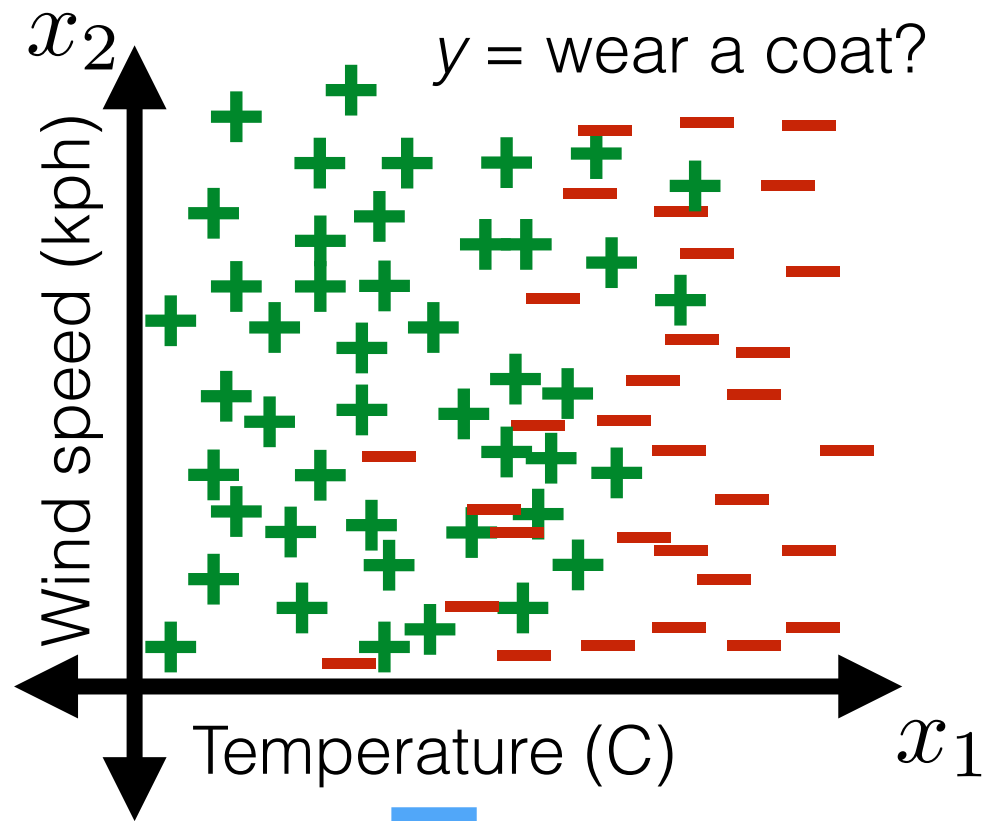 x₂
y = wear a coat?
Wind speed (kph)
Temperature (C)
x₁